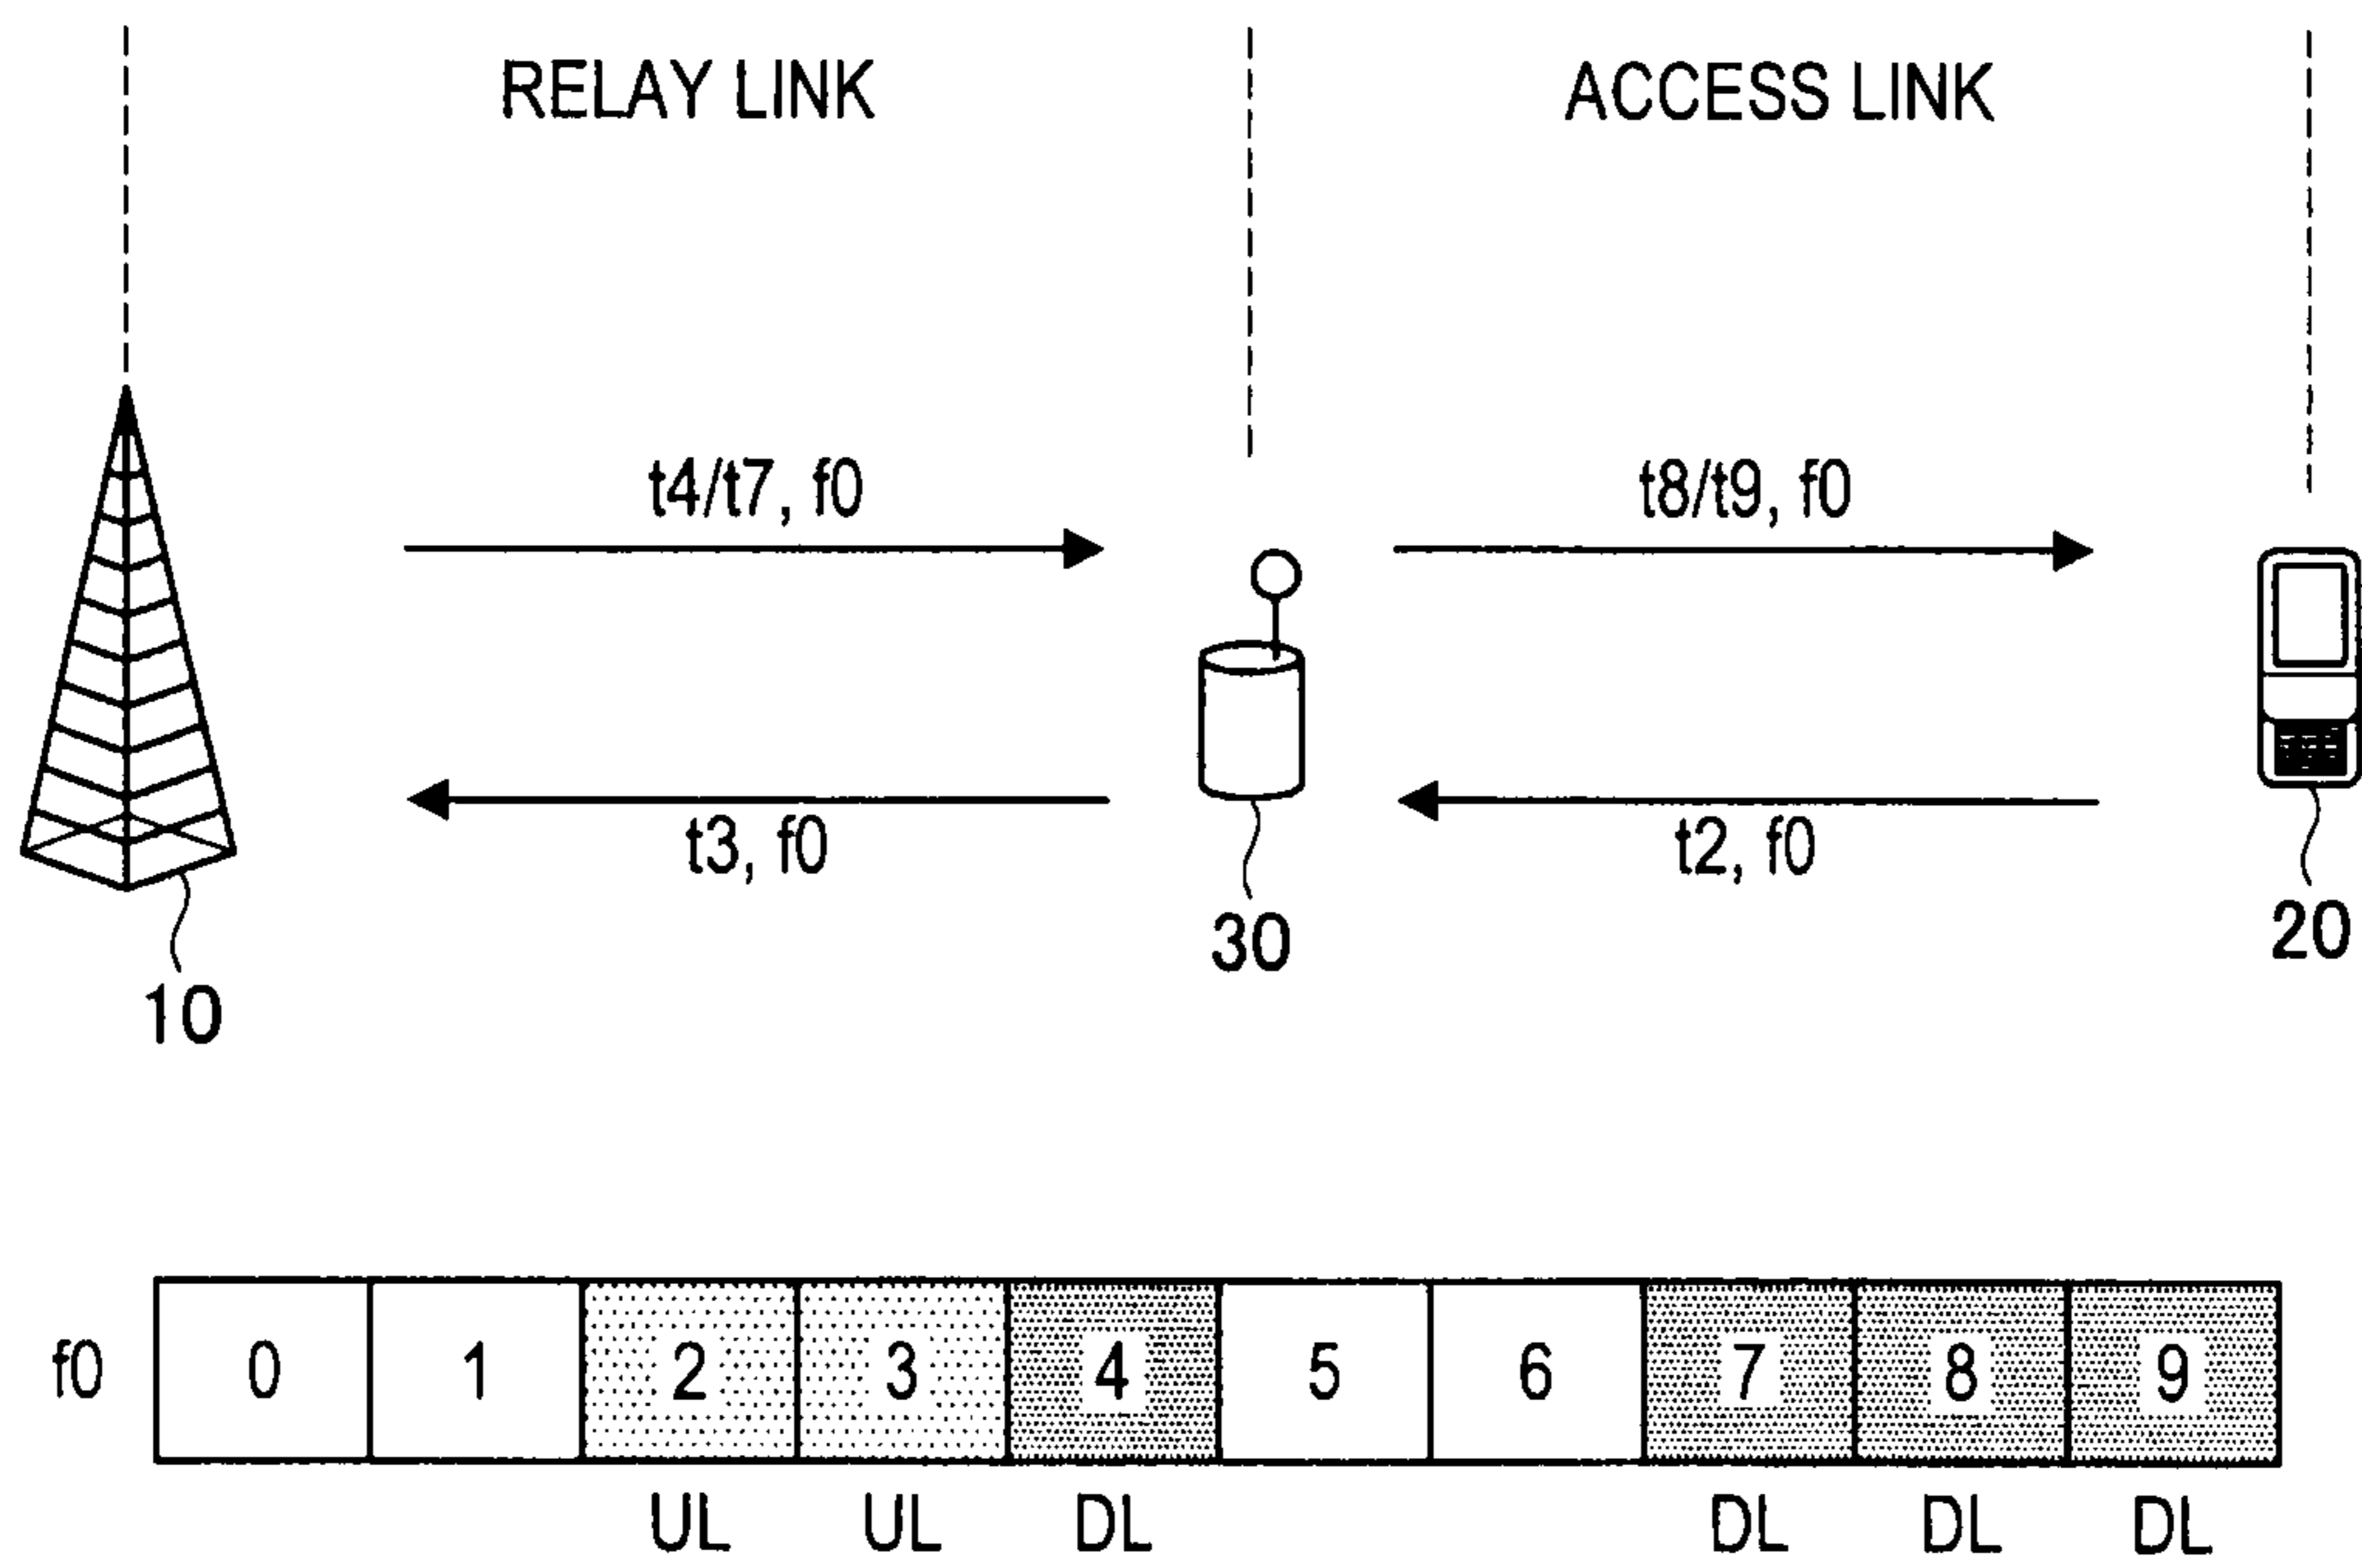 RELAY LINK
ACCESS LINK
t4/t7, f0
t8/t9, f0
t3, f0
t2, f0
10
30
20
f0 0 1 2 3 4 5 6 7 8 9
UL UL DL DL DL DL